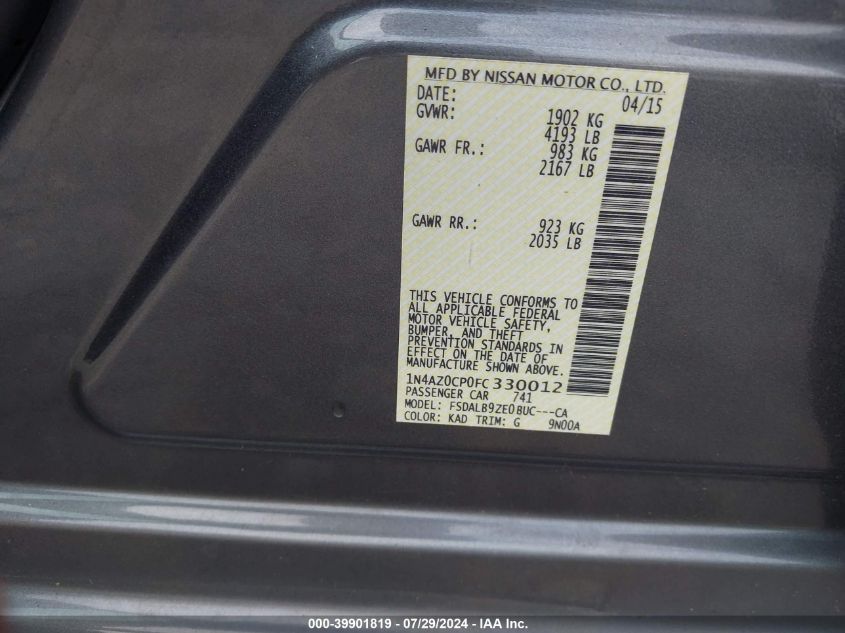 MFD BY NISSAN MOTOR CO., LTD.
DATE: 04/15
GVWR: 1902 KG
4193 LB
GAWR FR.: 983 KG
2167 LB
GAWR RR.: 923 KG
2035 LB
THIS VEHICLE CONFORMS TO
ALL APPLICABLE FEDERAL
MOTOR VEHICLE SAFETY,
BUMPER, AND THEFT
PREVENTION STANDARDS IN
EFFECT ON THE DATE OF
MANUFACTURE SHOWN ABOVE.
1N4AZ0CP0FC330012
PASSENGER CAR 741
MODEL: FSDALB9ZE0BUC---CA
COLOR: KAD TRIM: G 9N00A
000-39901819 / 07/29/2024 - IAA Inc.